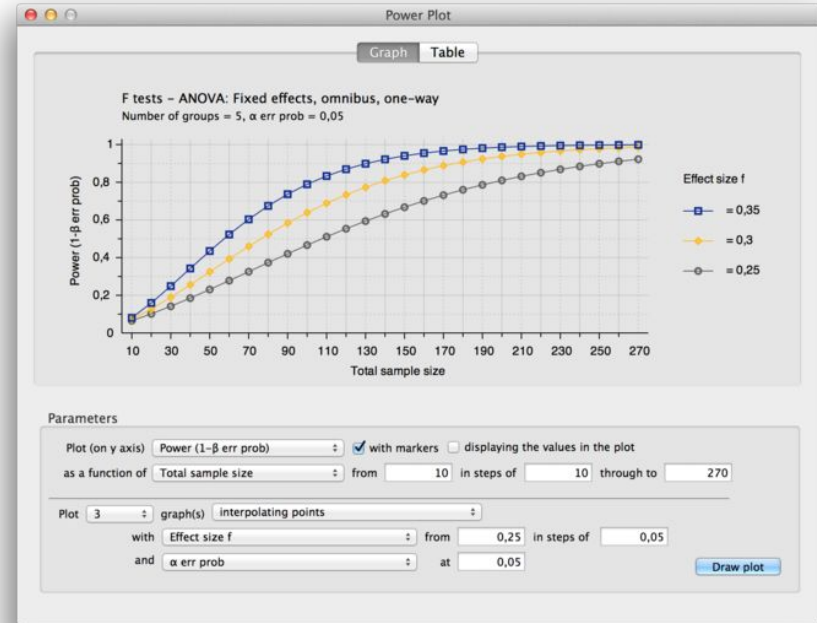 Power Plot
Graph Table
F tests – ANOVA: Fixed effects, omnibus, one-way
Number of groups = 5, α err prob = 0,05
Power (1-β err prob)
1
0,8
0,6
0,4
0,2
0
10 30 50 70 90 110 130 150 170 190 210 230 250 270
Total sample size
Effect size f
= 0,35
= 0,3
= 0,25
Parameters
Plot (on y axis) Power (1-β err prob) with markers displaying the values in the plot
as a function of Total sample size from 10 in steps of 10 through to 270
Plot 3 graph(s) interpolating points
with Effect size f from 0,25 in steps of 0,05
and α err prob at 0,05
Draw plot